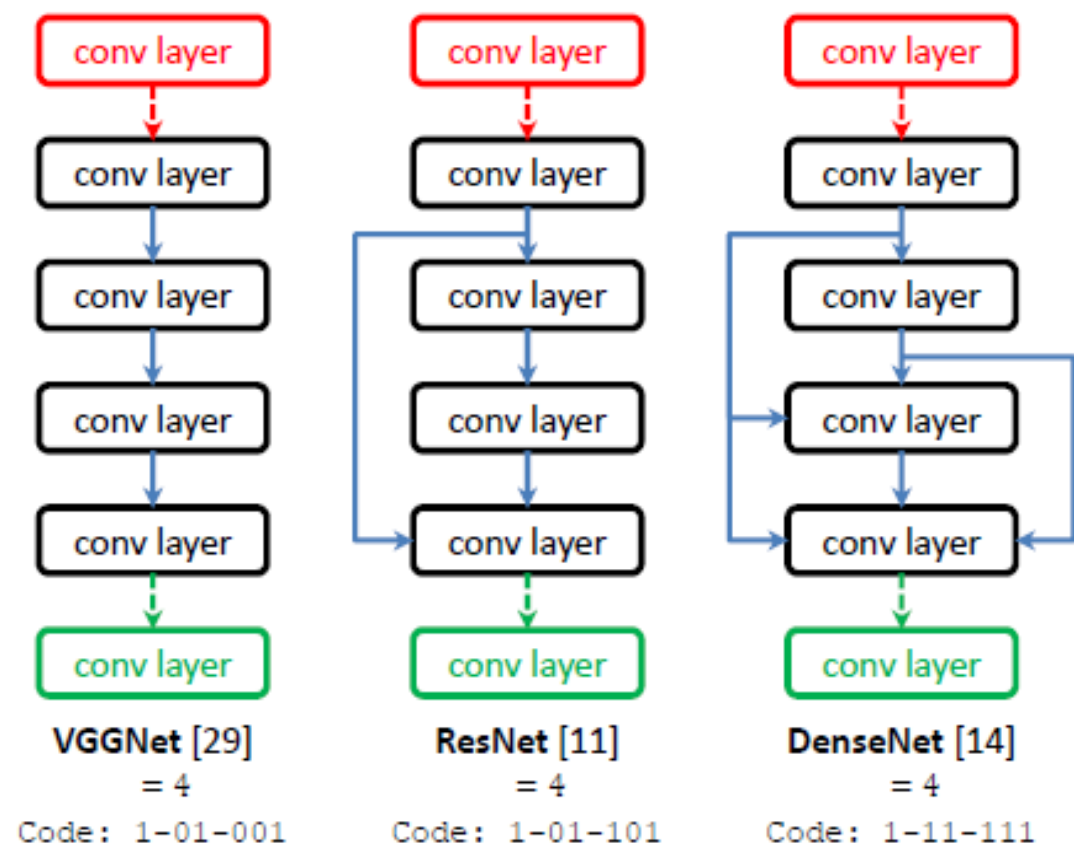 conv layer conv layer conv layer
conv layer conv layer conv layer
conv layer conv layer conv layer
conv layer conv layer conv layer
conv layer conv layer conv layer
conv layer conv layer conv layer
VGGNet [29] ResNet [11] DenseNet [14]
= 4 = 4 = 4
Code: 1-01-001 Code: 1-01-101 Code: 1-11-111